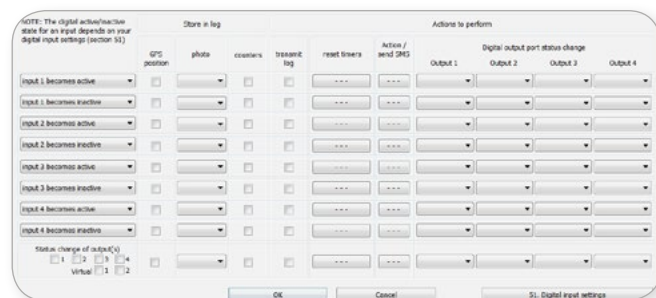 NOTE: The digital active/inactive
state for an input depends on your
digital input settings (section S1)
Store in log
Actions to perform
GPS position
photo
counters
transmit log
reset timers
Action / send SMS
Digital output port status change
Output 1 Output 2 Output 3 Output 4
input 1 becomes active --- ---
input 1 becomes inactive --- ---
input 2 becomes active --- ---
input 2 becomes inactive --- ---
input 3 becomes active --- ---
input 3 becomes inactive --- ---
input 4 becomes active --- ---
input 4 becomes inactive --- ---
Status change of output(s)
1 2 3 4
Virtual 1 2
OK Cancel S1. Digital input settings